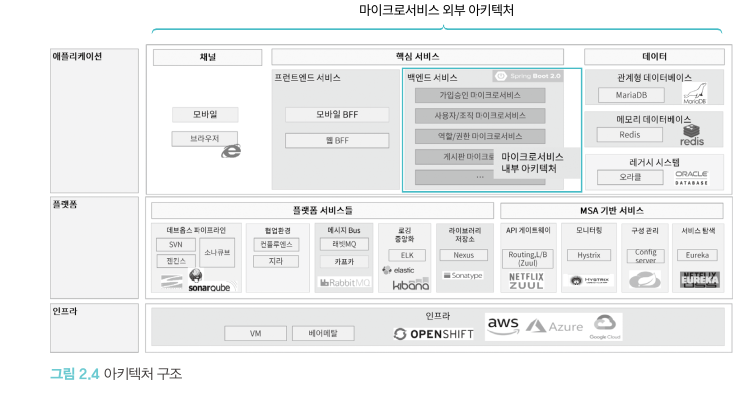 마이크로서비스 외부 아키텍처
애플리케이션
채널
핵심 서비스
데이터
모바일
브라우저
프런트엔드 서비스
모바일 BFF
웹 BFF
백엔드 서비스
Spring Boot 2.0
가입승인 마이크로서비스
사용자/조직 마이크로서비스
역할/권한 마이크로서비스
게시판 마이크로
...
마이크로서비스
내부 아키텍처
관계형 데이터베이스
MariaDB
MariaDB
메모리 데이터베이스
Redis
redis
레거시 시스템
오라클
ORACLE
DATABASE
플랫폼
플랫폼 서비스들
MSA 기반 서비스
데브옵스 파이프라인
SVN
소나큐브
젠킨스
sonarqube
협업환경
컨플루엔스
지라
메시지 Bus
래빗MQ
카프카
RabbitMQ
로깅
중앙화
ELK
elastic
kibana
라이브러리
저장소
Nexus
Sonatype
API 게이트웨이
Routing,L/B
(Zuul)
NETFLIX
ZUUL
모니터링
Hystrix
HYSTRIX
구성 관리
Config
server
서비스 탐색
Eureka
NETFLIX
EUREKA
인프라
인프라
VM
베어메탈
OPENSHIFT
aws
Azure
Google Cloud
그림 2.4 아키텍처 구조